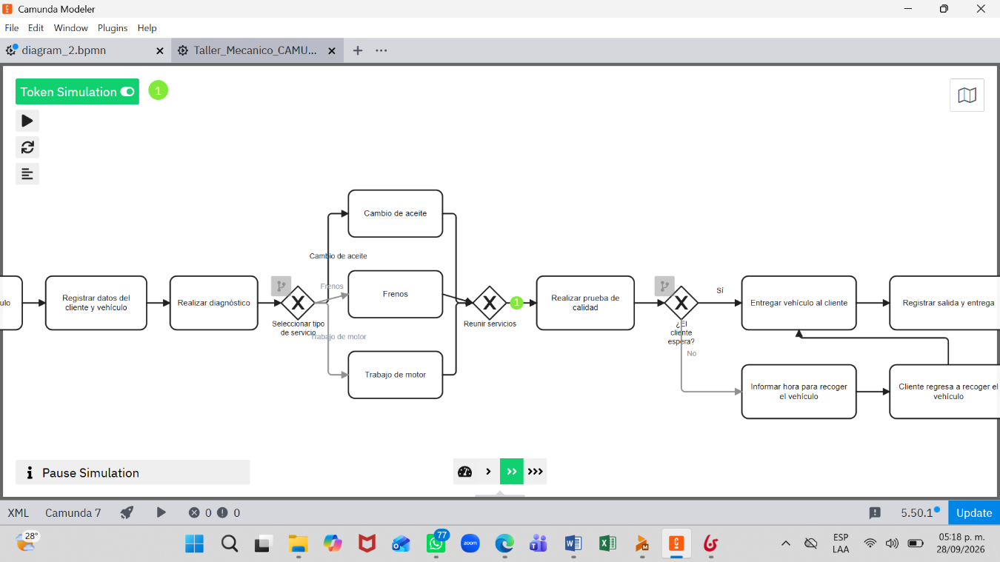 Camunda Modeler
File Edit Window Plugins Help
diagram_2.bpmn
Taller_Mecanico_CAMU...
Token Simulation
1
Cambio de aceite
Cambio de aceite
Frenos
Frenos
ulo
Registrar datos del
cliente y vehículo
Realizar diagnóstico
Seleccionar tipo
de servicio
Trabajo de motor
Trabajo de motor
Reunir servicios
1
Realizar prueba de
calidad
¿El
cliente
espera?
Sí
No
Entregar vehículo al cliente
Registrar salida y entrega
Informar hora para recoger
el vehículo
Cliente regresa a recoger el
vehículo
Pause Simulation
XML Camunda 7 0 0
5.50.1 Update
28°
77
zoom
ESP
LAA
05:18 p. m.
28/09/2026